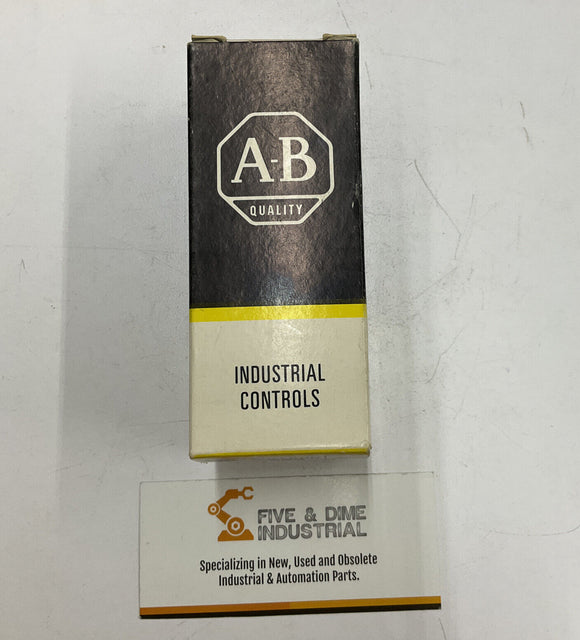 A-B
QUALITY
INDUSTRIAL
CONTROLS
FIVE & DIME
INDUSTRIAL
Specializing in New, Used and Obsolete
Industrial & Automation Parts.